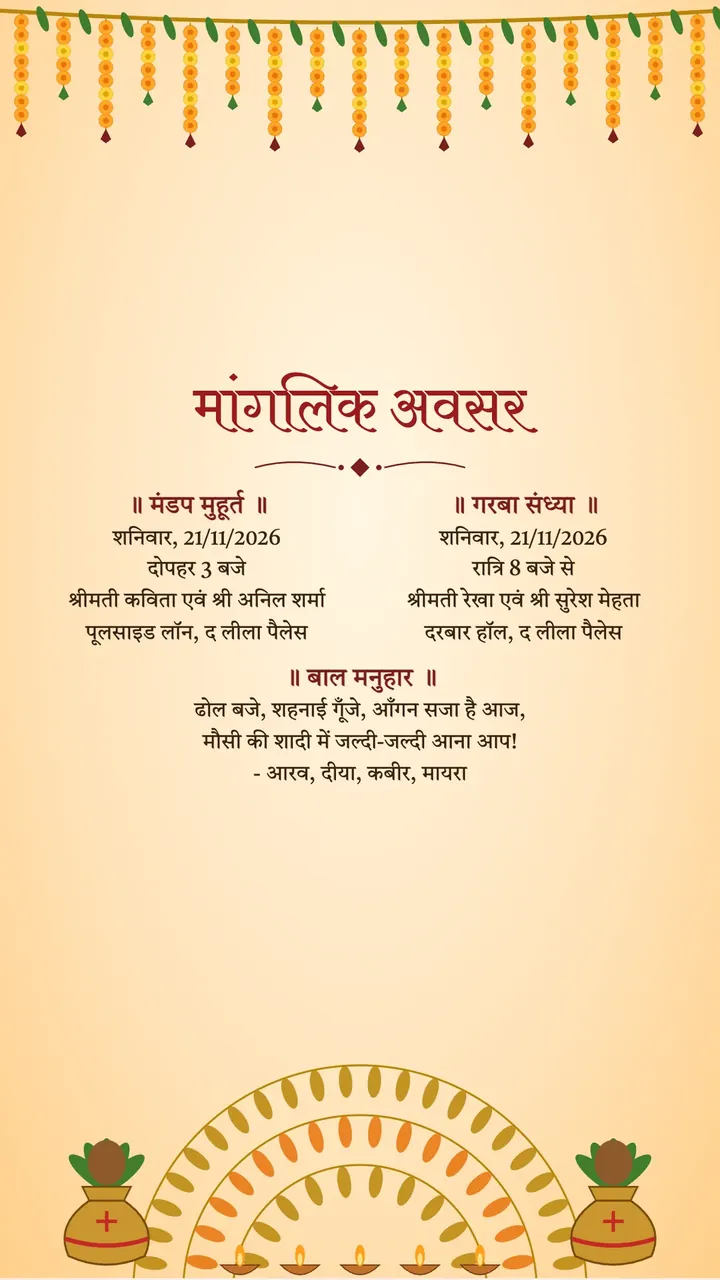 मांगलिक अवसर
॥ मंडप मुहूर्त ॥
शनिवार, 21/11/2026
दोपहर 3 बजे
श्रीमती कविता एवं श्री अनिल शर्मा
पूलसाइड लॉन, द लीला पैलेस
॥ गरबा संध्या ॥
शनिवार, 21/11/2026
रात्रि 8 बजे से
श्रीमती रेखा एवं श्री सुरेश मेहता
दरबार हॉल, द लीला पैलेस
॥ बाल मनुहार ॥
ढोल बजे, शहनाई गूँजे, आँगन सजा है आज,
मौसी की शादी में जल्दी-जल्दी आना आप!
- आरव, दीया, कबीर, मायरा